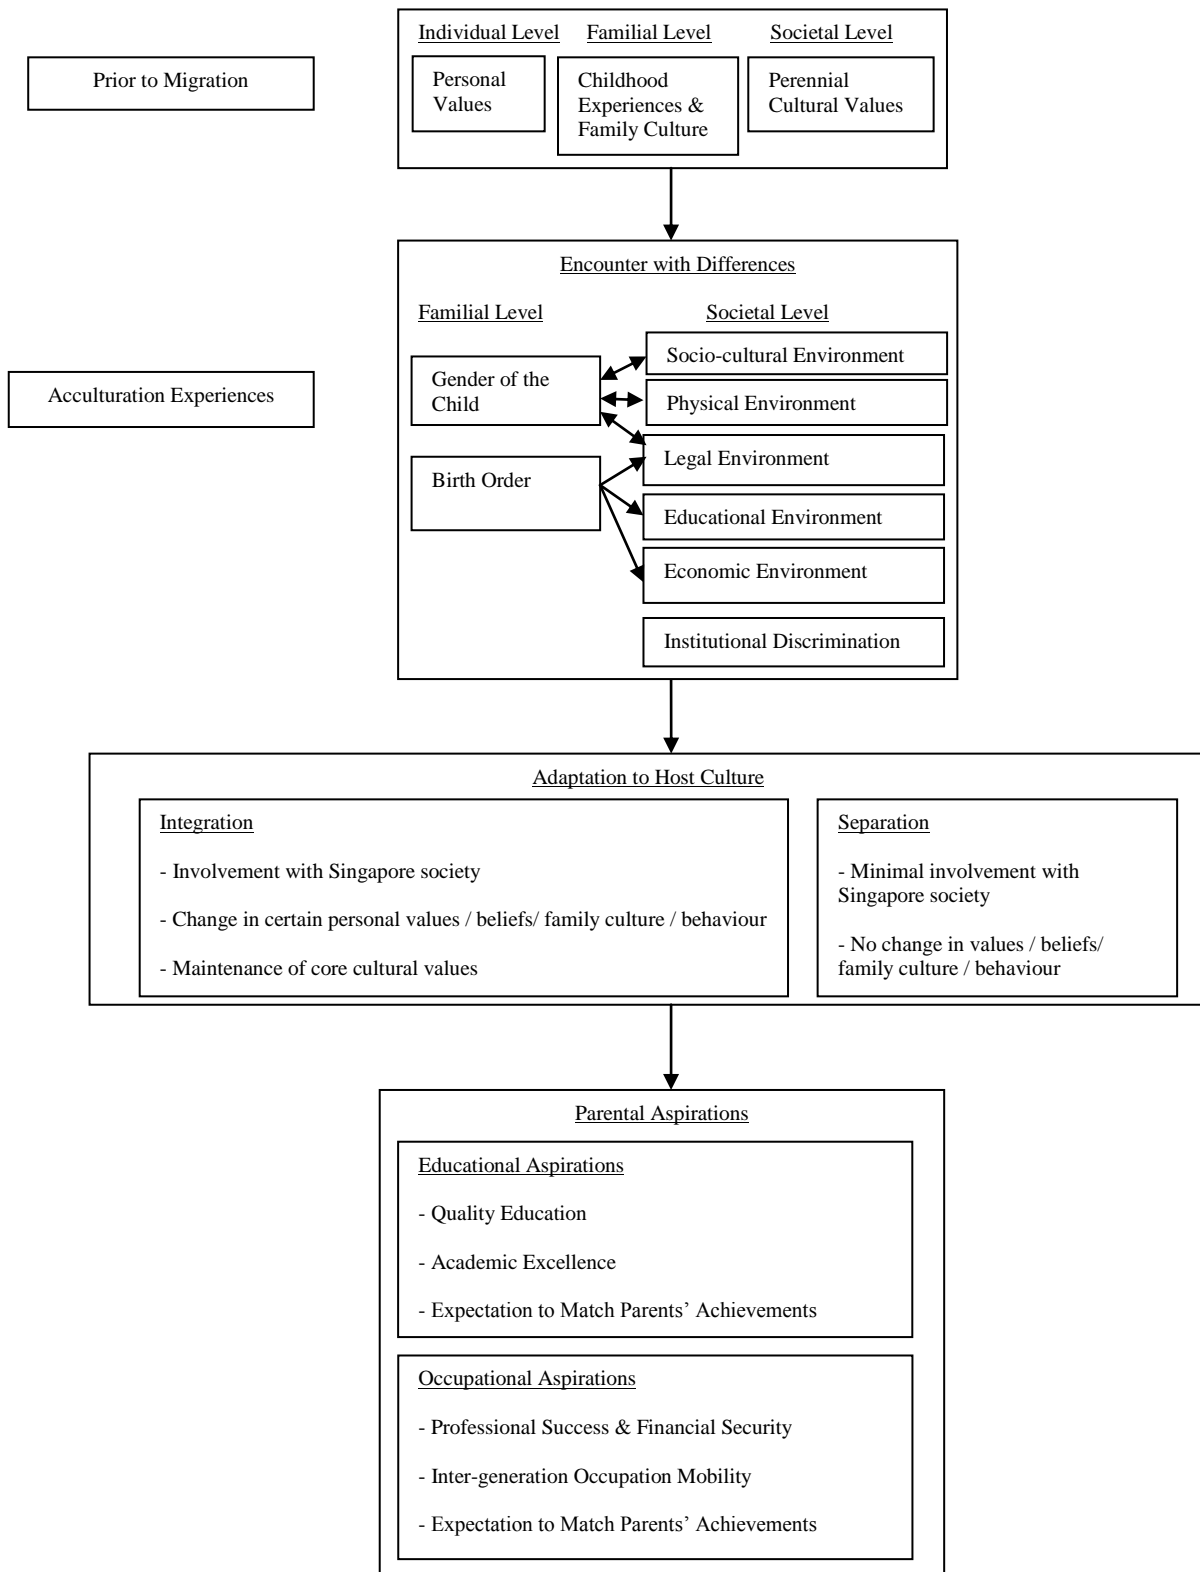 Individual Level
Familial Level
Societal Level
Prior to Migration
Personal
Values
Childhood
Experiences &
Family Culture
Perennial
Cultural Values
Encounter with Differences
Familial Level
Societal Level
Acculturation Experiences
Gender of the
Child
Birth Order
Socio-cultural Environment
Physical Environment
Legal Environment
Educational Environment
Economic Environment
Institutional Discrimination
Adaptation to Host Culture
Integration
- Involvement with Singapore society
- Change in certain personal values / beliefs/ family culture / behaviour
- Maintenance of core cultural values
Separation
- Minimal involvement with
Singapore society
- No change in values / beliefs/
family culture / behaviour
Parental Aspirations
Educational Aspirations
- Quality Education
- Academic Excellence
- Expectation to Match Parents’ Achievements
Occupational Aspirations
- Professional Success & Financial Security
- Inter-generation Occupation Mobility
- Expectation to Match Parents’ Achievements